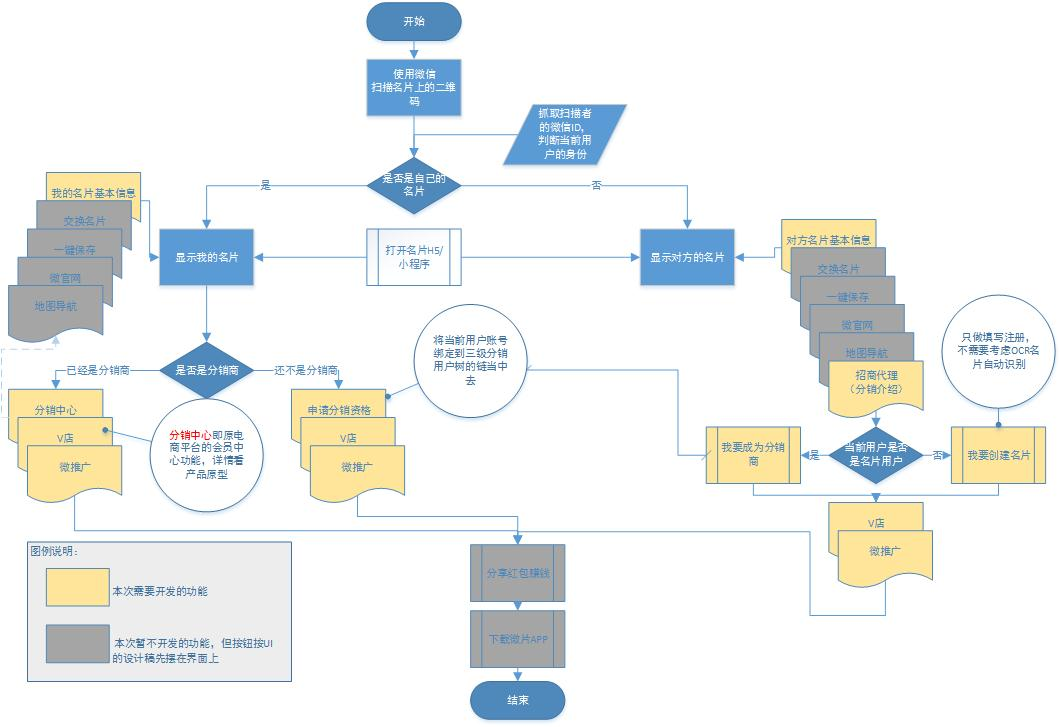 开始
使用微信
扫描名片上的二维
码
抓取扫描者
的微信ID，
判断当前用
户的身份
是否是自己的
名片
是
否
我的名片基本信息
交换名片
一键保存
微官网
地图导航
显示我的名片
打开名片H5/
小程序
显示对方的名片
对方名片基本信息
交换名片
一键保存
微官网
地图导航
招商代理
（分销介绍）
只做填写注册，
不需要考虑OCR名
片自动识别
将当前用户账号
绑定到三级分销
用户树的链当中
去
是否是分销商
已经是分销商
还不是分销商
分销中心
V店
微推广
分销中心即原电
商平台的会员中
心功能，详情看
产品原型
申请分销资格
V店
微推广
我要成为分销
商
是
当前用户是否
是名片用户
否
我要创建名片
V店
微推广
图例说明：
本次需要开发的功能
本次暂不开发的功能，但按钮按UI
的设计稿先摆在界面上
分享红包赚钱
下载微片APP
结束